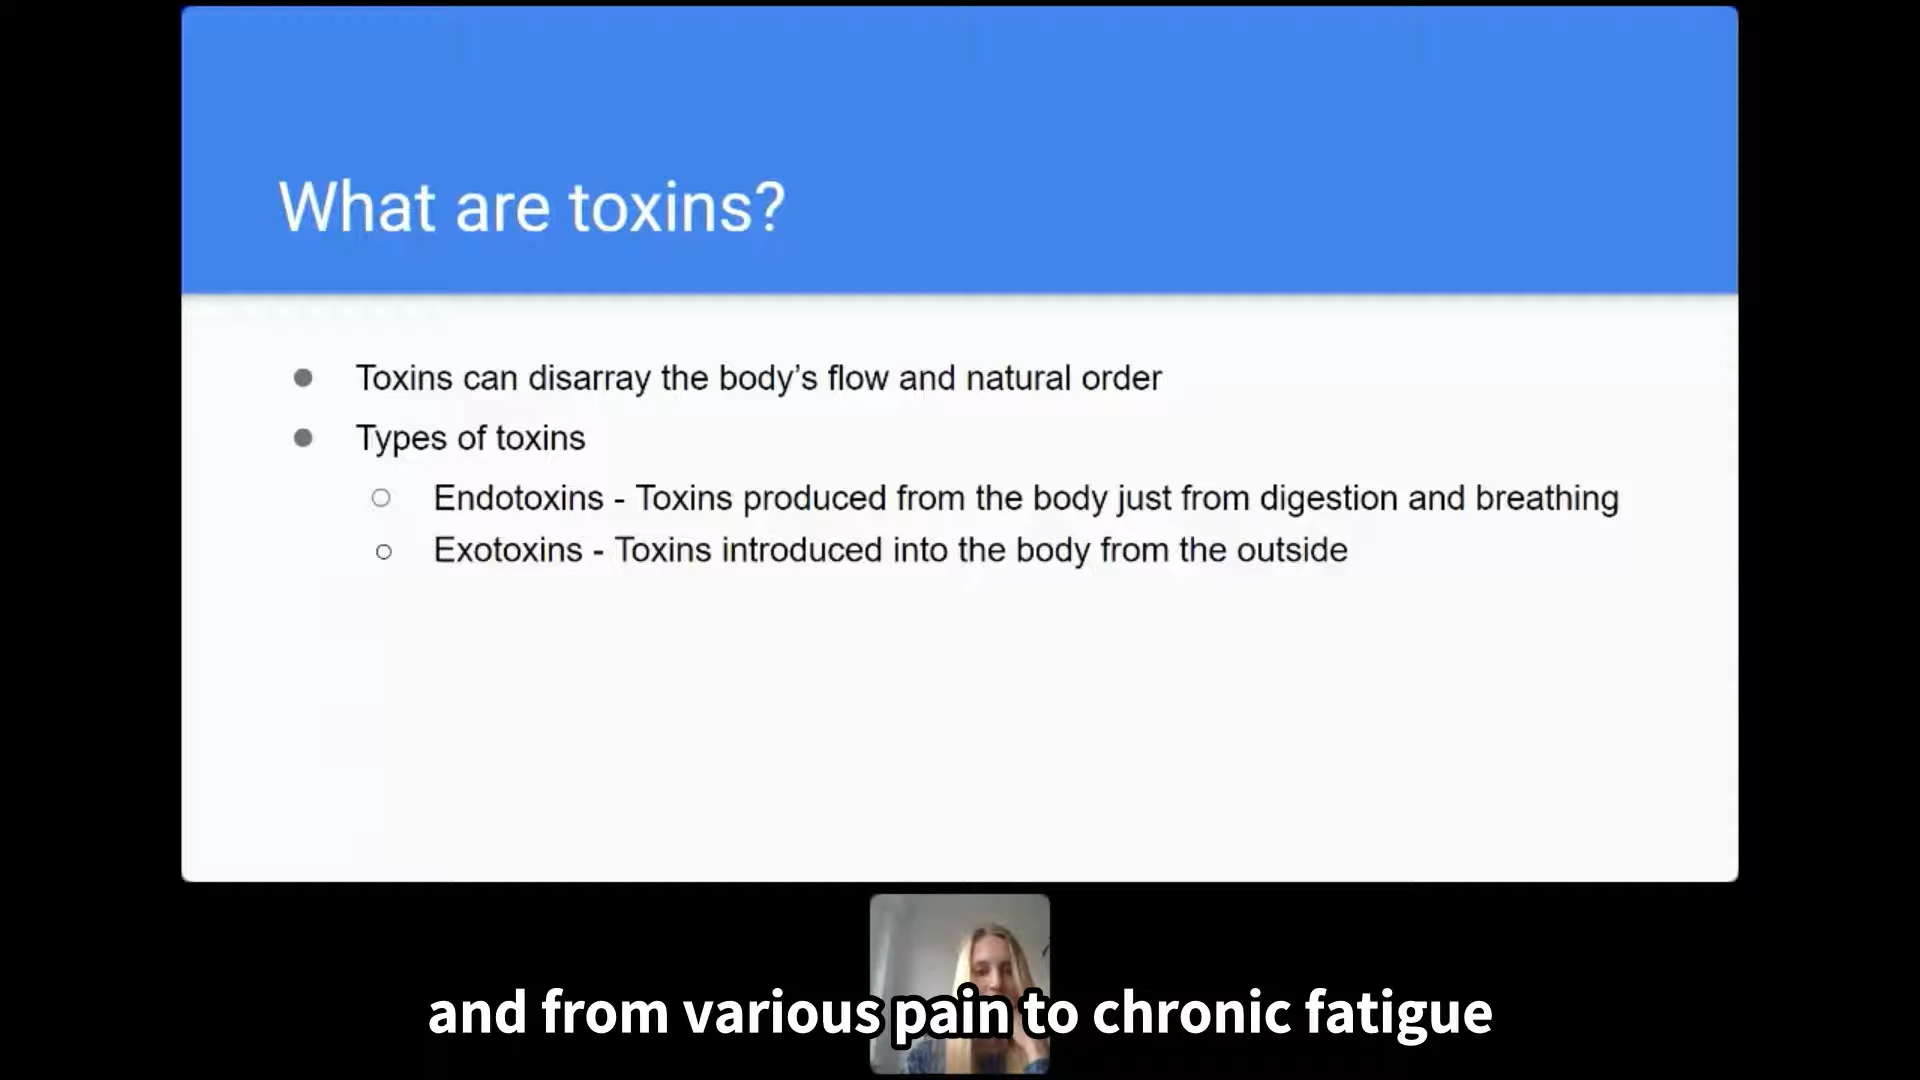 What are toxins?
Toxins can disarray the body’s flow and natural order
Types of toxins
Endotoxins - Toxins produced from the body just from digestion and breathing
Exotoxins - Toxins introduced into the body from the outside
and from various pain to chronic fatigue